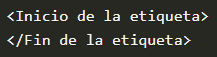 <Inicio de la etiqueta>
</Fin de la etiqueta>